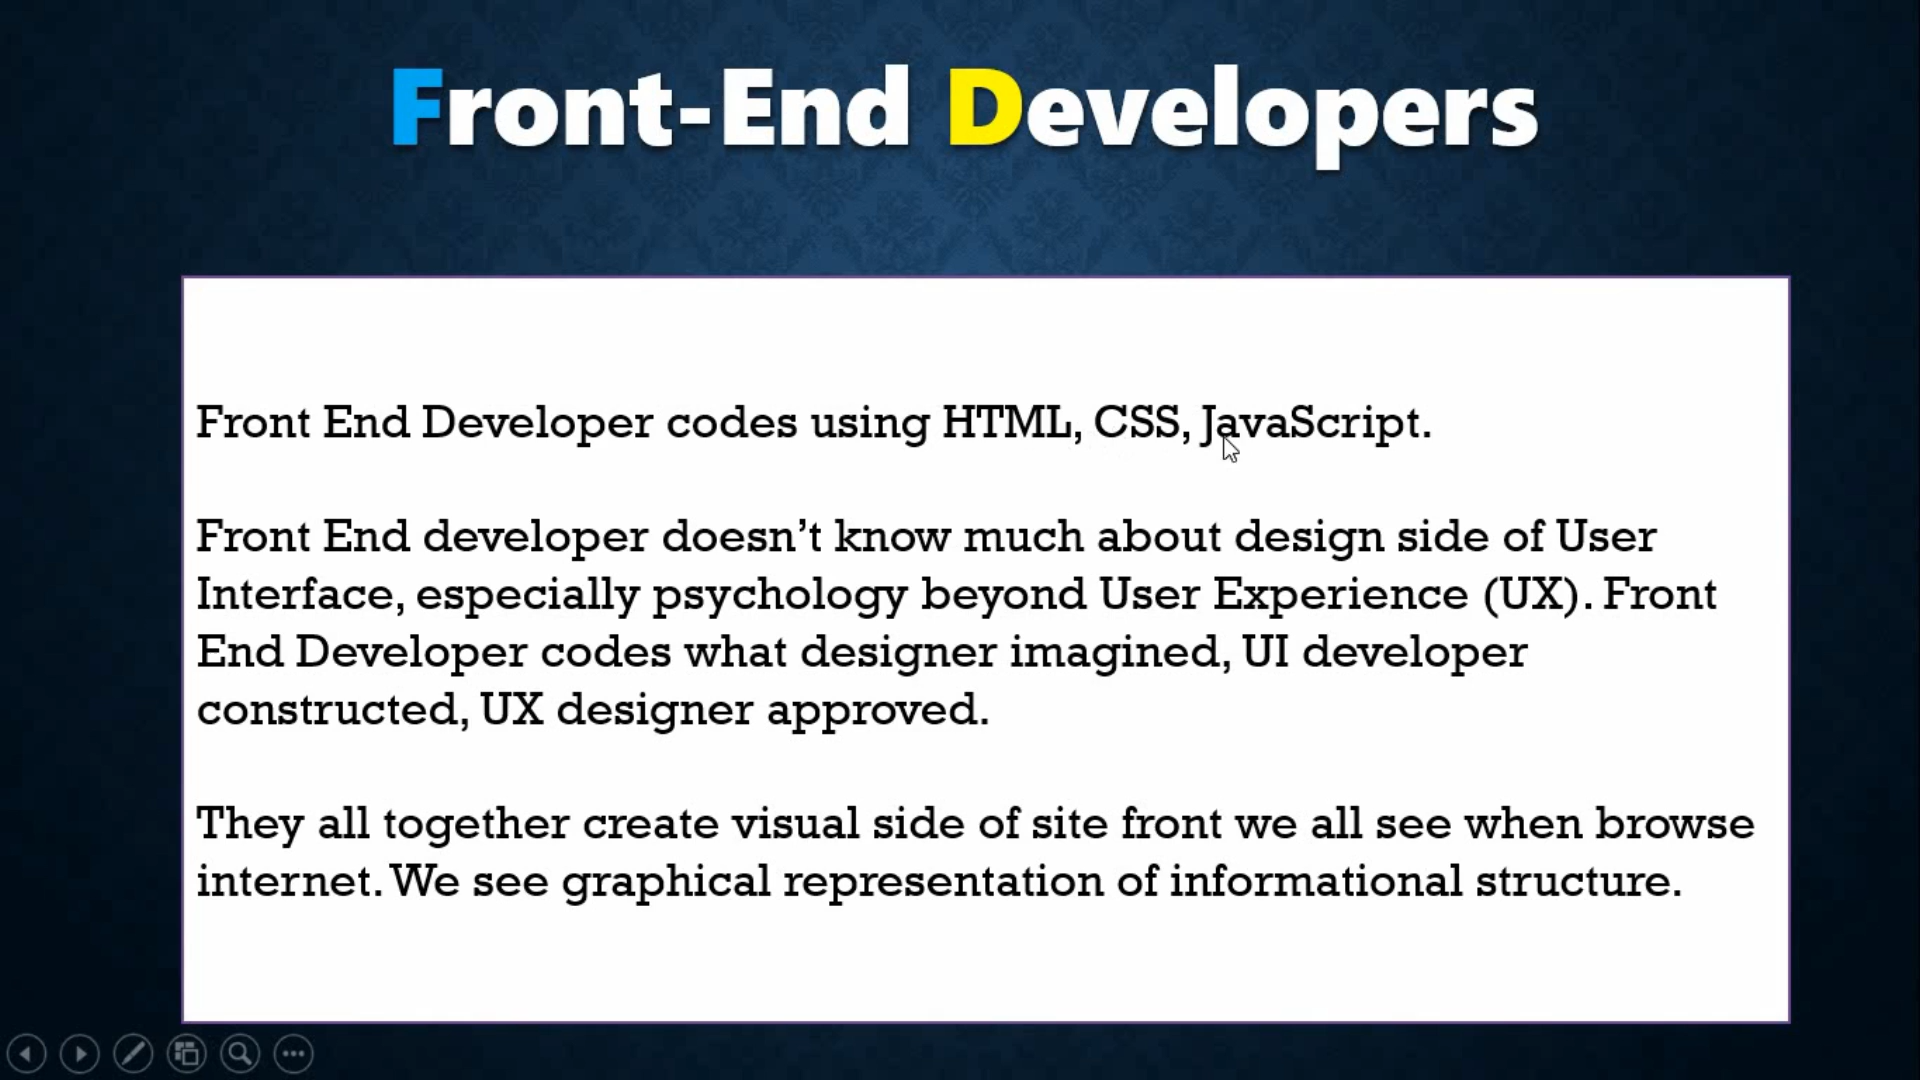 Front-End Developers
Front End Developer codes using HTML, CSS, JavaScript.
Front End developer doesn’t know much about design side of User
Interface, especially psychology beyond User Experience (UX). Front
End Developer codes what designer imagined, UI developer
constructed, UX designer approved.
They all together create visual side of site front we all see when browse
internet. We see graphical representation of informational structure.